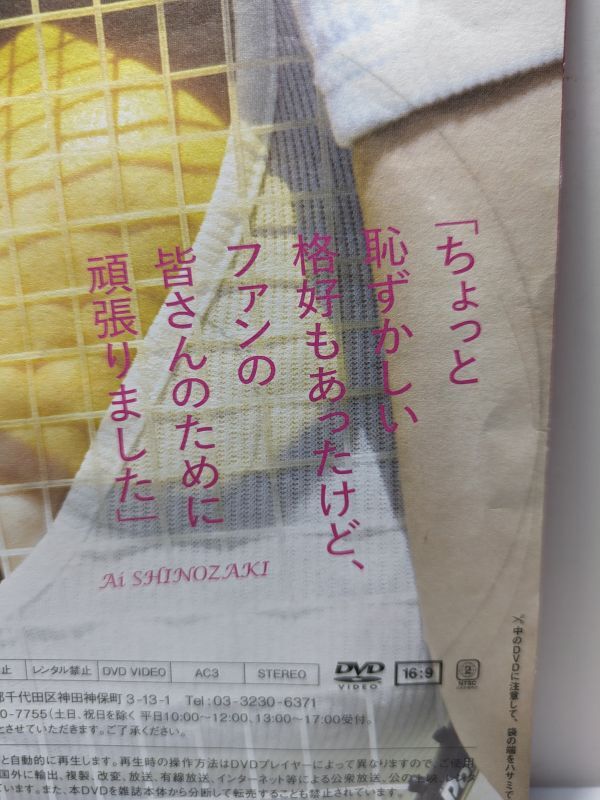 「ちょっと
恥ずかしい
格好もあったけど、
ファンの
皆さんのために
頑張りました」
Ai SHINOZAKI
止 レンタル禁止 DVD VIDEO AC3 STEREO DVD VIDEO 16:9 2 NTSC
都千代田区神田神保町 3-13-1 Tel:03-3230-6371
0-7755(土日、祝日を除く 平日10:00〜12:00、13:00〜17:00受付。
とさせていただきます。ご了承ください。
と自動的に再生します。再生時の操作方法はDVDプレイヤーによって異なりますので、ご使用
国外に輸出、複製、改変、放送、有線放送、インターネット等による公衆放送、公の上映、レンタ
ています。また、本DVDを雑誌本体から分断して転売することも禁止されています。
中のDVDに注意して、袋の端をハサミで